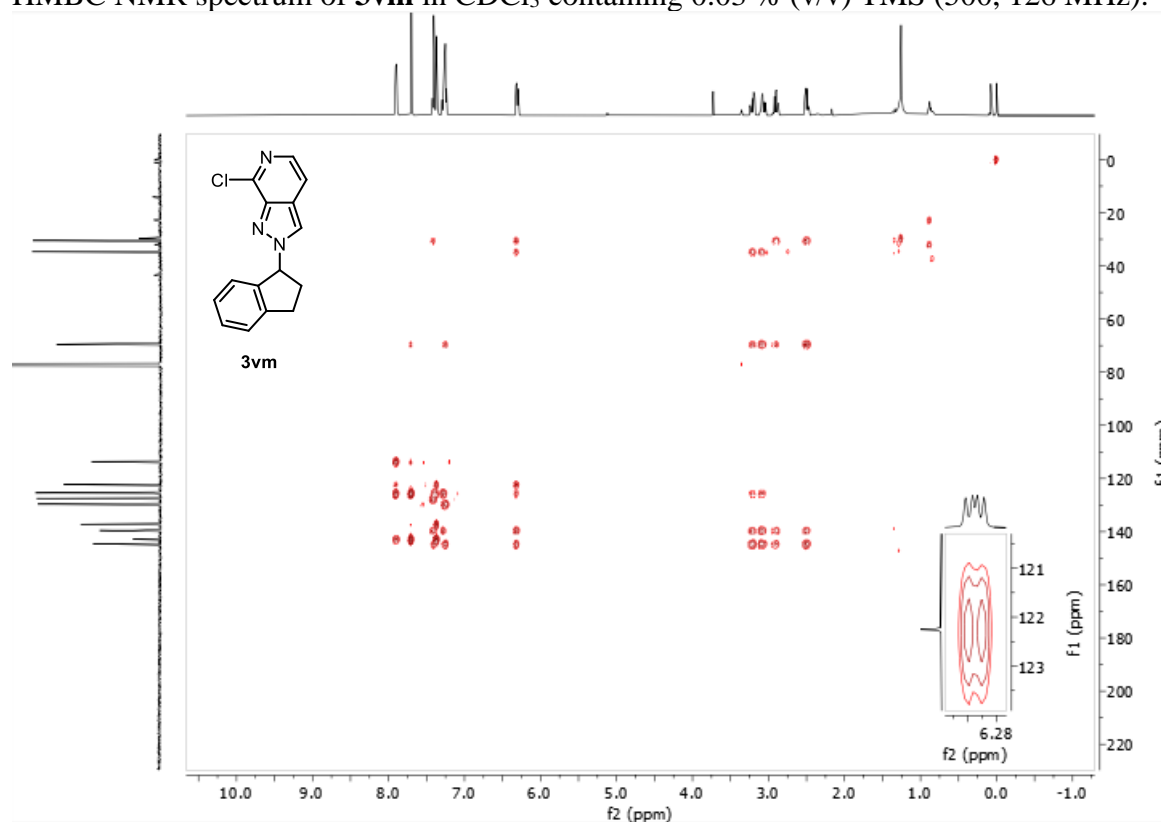 HMBC NMR spectrum of 3vm in CDCl₃ containing 0.03 % (v/v) TMS (500, 126 MHz).
N
Cl
N
N
3vm
0
20
40
60
80
100
120
140
160
180
200
220
f1 (ppm)
121
122
123
f1 (ppm)
6.28
f2 (ppm)
10.0 9.0 8.0 7.0 6.0 5.0 4.0 3.0 2.0 1.0 0.0 -1.0
f2 (ppm)